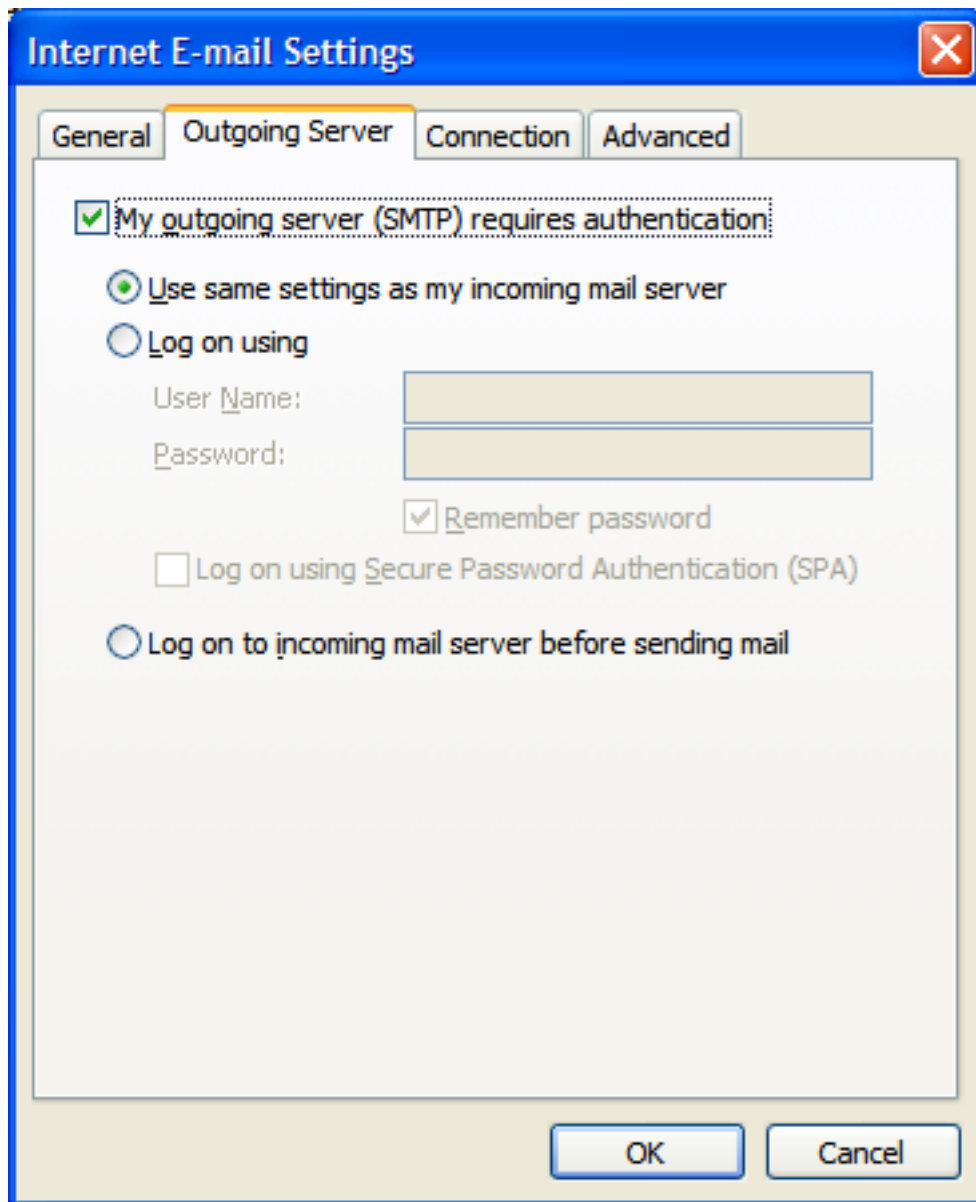 Internet E-mail Settings
General Outgoing Server Connection Advanced
My outgoing server (SMTP) requires authentication
Use same settings as my incoming mail server
Log on using
User Name:
Password:
Remember password
Log on using Secure Password Authentication (SPA)
Log on to incoming mail server before sending mail
OK Cancel